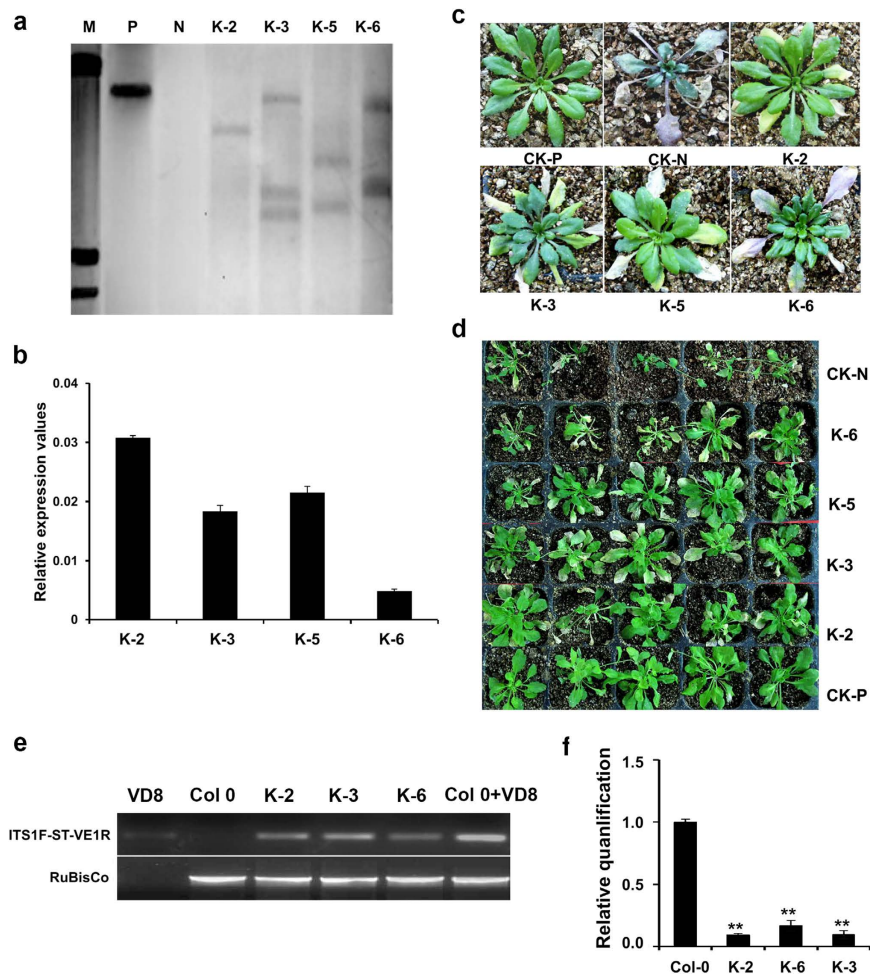 a
M P N K-2 K-3 K-5 K-6
b
Relative expression values
0.04
0.03
0.02
0.01
0
K-2 K-3 K-5 K-6
c
CK-P CK-N K-2
K-3 K-5 K-6
d
CK-N
K-6
K-5
K-3
K-2
CK-P
e
VD8 Col 0 K-2 K-3 K-6 Col 0+VD8
ITS1F-ST-VE1R
RuBisCo
f
Relative quanlification
1.5
1.0
0.5
0.0
** ** **
Col-0 K-2 K-6 K-3